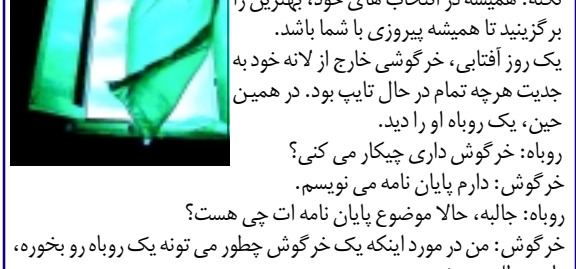 نکته: همیشه در انتخاب های خود، بهترین را
برگزینید تا همیشه پیروزی با شما باشد.
یک روز آفتابی، خرگوشی خارج از لانه خود به
جدیت هرچه تمام در حال تایپ بود. در همین
حین، یک روباه او را دید.
روباه: خرگوش داری چیکار می کنی؟
خرگوش: دارم پایان نامه می نویسم.
روباه: جالبه، حالا موضوع پایان نامه ات چی هست؟
خرگوش: من در مورد اینکه یک خرگوش چطور می تونه یک روباه رو بخوره،